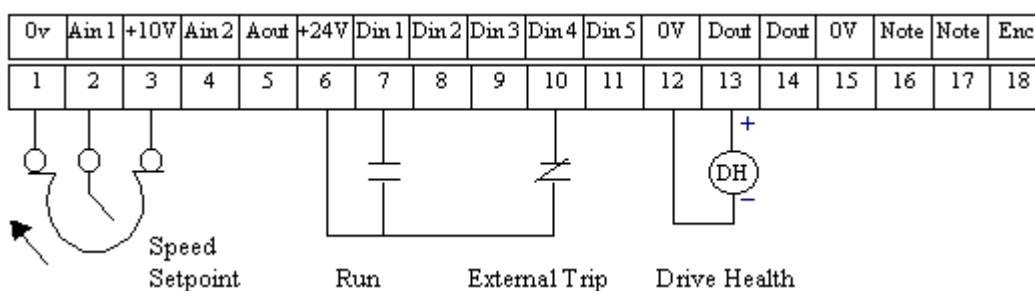 0v Ain 1 +10V Ain 2 Aout +24V Din 1 Din 2 Din 3 Din 4 Din 5 0V Dout Dout 0V Note Note Enc
1 2 3 4 5 6 7 8 9 10 11 12 13 14 15 16 17 18
+
DH
−
Speed
Setpoint Run External Trip Drive Health